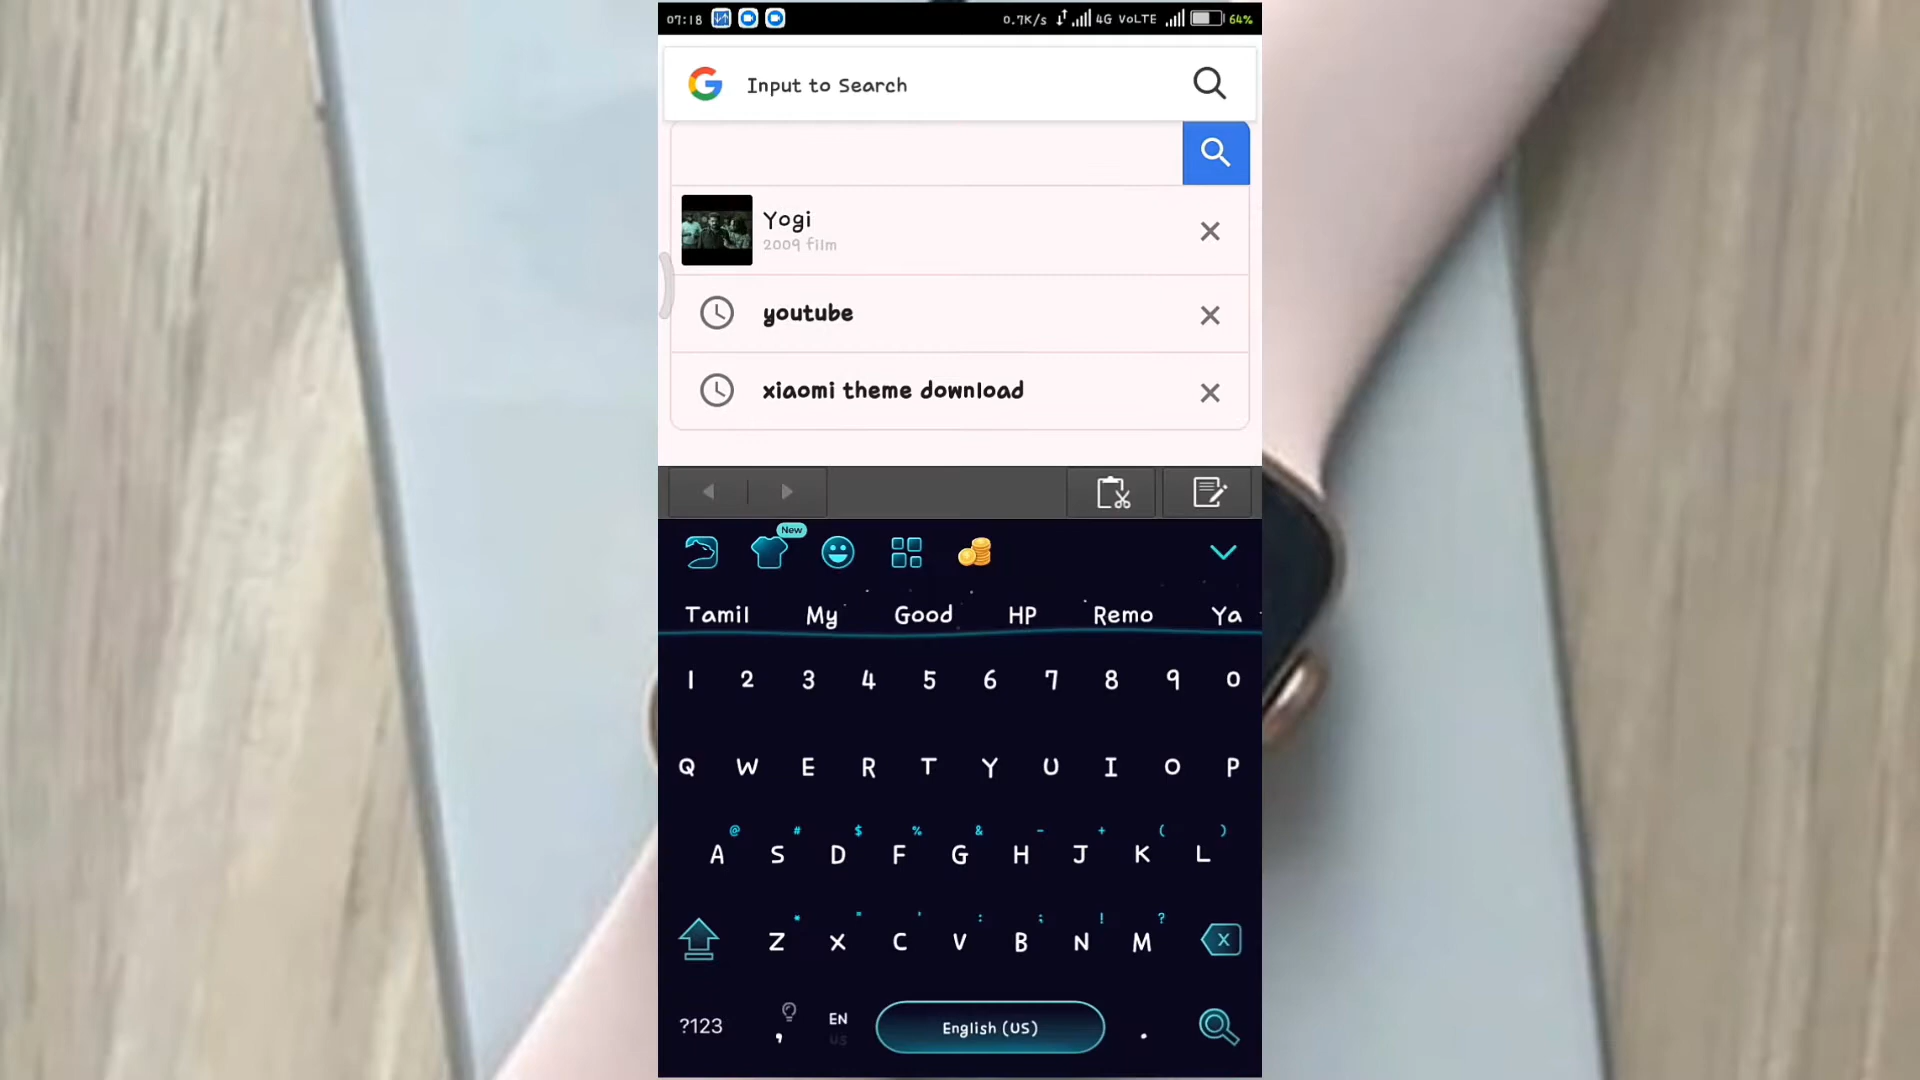 07:18 0.7K/s 4G VoLTE 64%
Input to Search
Yogi
2009 film
youtube
xiaomi theme download
New
Tamil My Good HP Remo Ya
1 2 3 4 5 6 7 8 9 0
Q W E R T Y U I O P
@ # $ % & - + ( )
A S D F G H J K L
* " ' : ; ! ?
Z X C V B N M
?123 , EN English (US) .
US